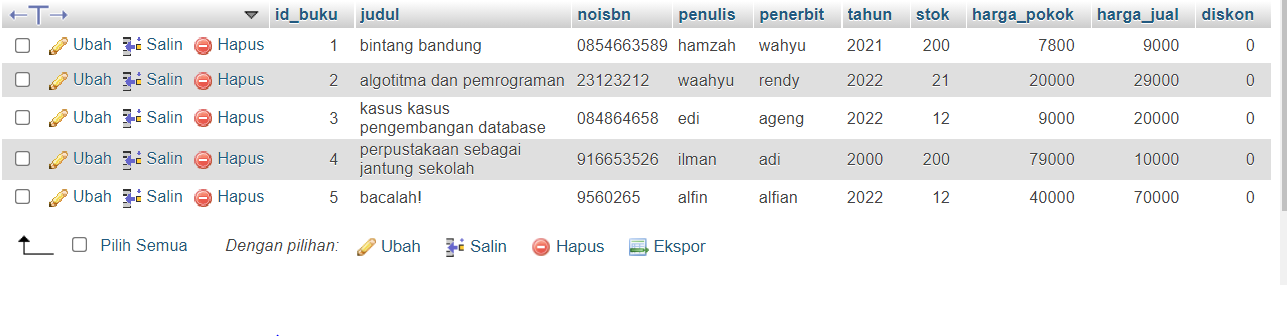 id_buku judul noisbn penulis penerbit tahun stok harga_pokok harga_jual diskon
Ubah Salin Hapus 1 bintang bandung 0854663589 hamzah wahyu 2021 200 7800 9000 0
Ubah Salin Hapus 2 algotitma dan pemrograman 23123212 waahyu rendy 2022 21 20000 29000 0
Ubah Salin Hapus 3 kasus kasus
pengembangan database 084864658 edi ageng 2022 12 9000 20000 0
Ubah Salin Hapus 4 perpustakaan sebagai
jantung sekolah 916653526 ilman adi 2000 200 79000 10000 0
Ubah Salin Hapus 5 bacalah! 9560265 alfin alfian 2022 12 40000 70000 0
Pilih Semua Dengan pilihan: Ubah Salin Hapus Ekspor